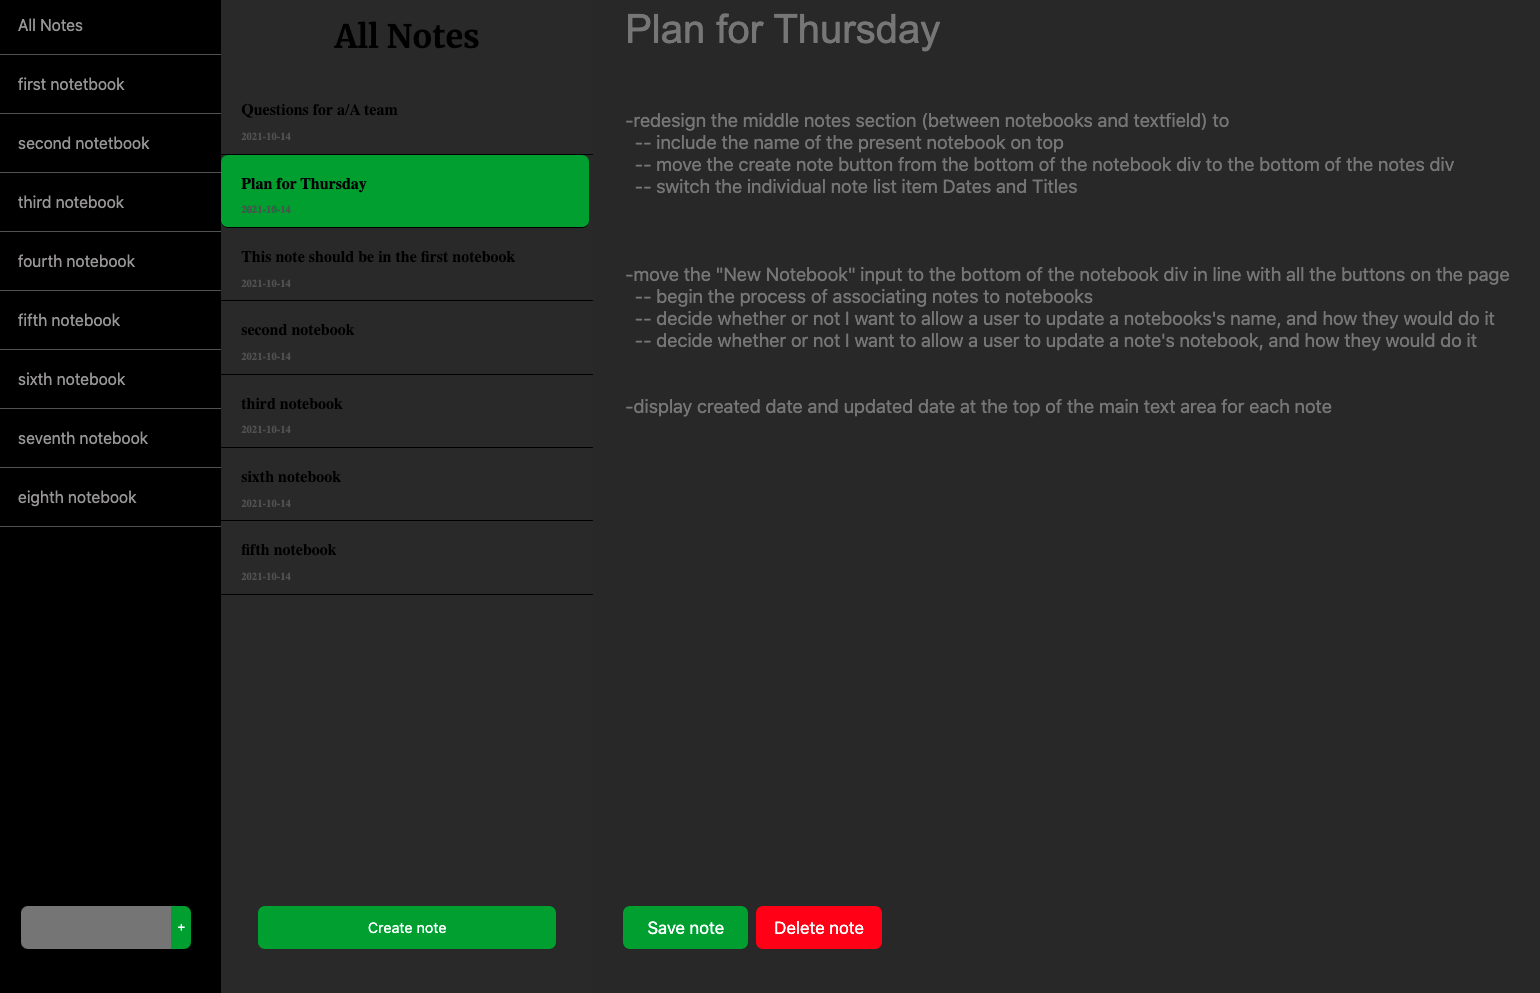 All Notes
first notetbook
second notetbook
third notebook
fourth notebook
fifth notebook
sixth notebook
seventh notebook
eighth notebook
+
All Notes
Questions for a/A team
2021-10-14
Plan for Thursday
2021-10-14
This note should be in the first notebook
2021-10-14
second notebook
2021-10-14
third notebook
2021-10-14
sixth notebook
2021-10-14
fifth notebook
2021-10-14
Create note
Plan for Thursday
-redesign the middle notes section (between notebooks and textfield) to
-- include the name of the present notebook on top
-- move the create note button from the bottom of the notebook div to the bottom of the notes div
-- switch the individual note list item Dates and Titles
-move the "New Notebook" input to the bottom of the notebook div in line with all the buttons on the page
-- begin the process of associating notes to notebooks
-- decide whether or not I want to allow a user to update a notebooks's name, and how they would do it
-- decide whether or not I want to allow a user to update a note's notebook, and how they would do it
-display created date and updated date at the top of the main text area for each note
Save note
Delete note